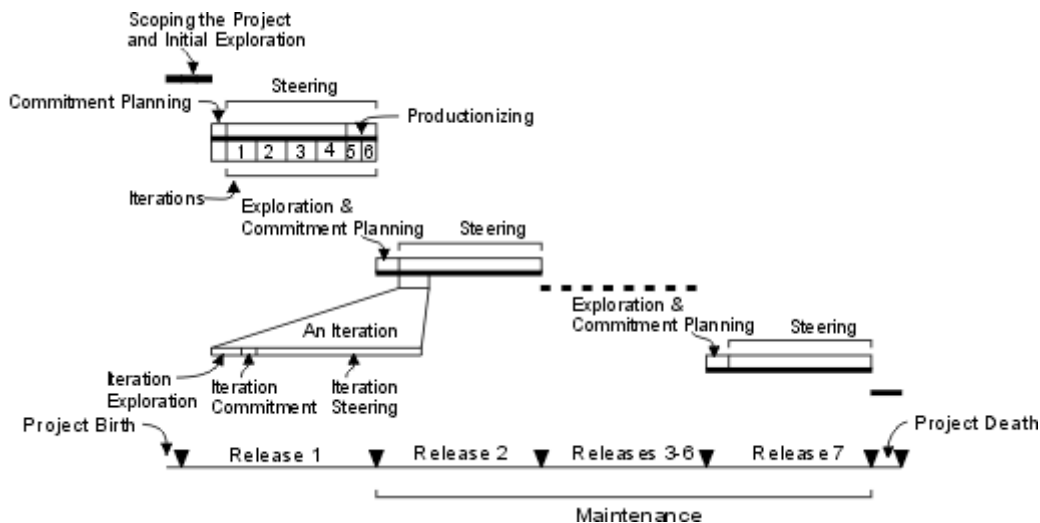 Scoping the Project
and Initial Exploration
Steering
Commitment Planning
Productionizing
1 2 3 4 5 6
Iterations
Exploration &
Commitment Planning
Steering
An Iteration
Exploration &
Commitment Planning
Steering
Iteration
Exploration
Iteration
Commitment
Iteration
Steering
Project Birth
Project Death
Release 1
Release 2
Releases 3-6
Release 7
Maintenance